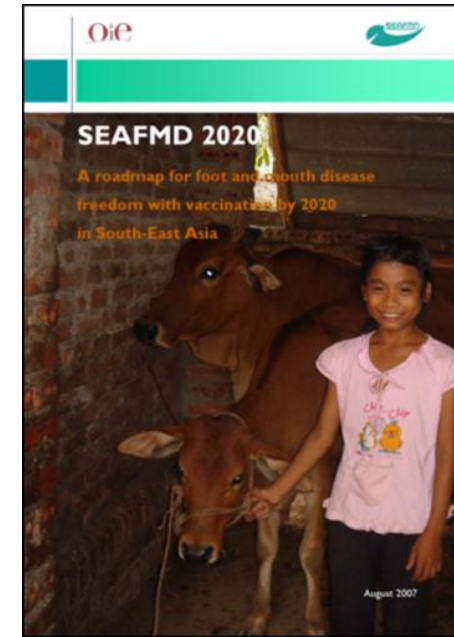 OiE
SEAFMD
SEAFMD 2020
A roadmap for foot and mouth disease
freedom with vaccination by 2020
in South-East Asia
August 2007